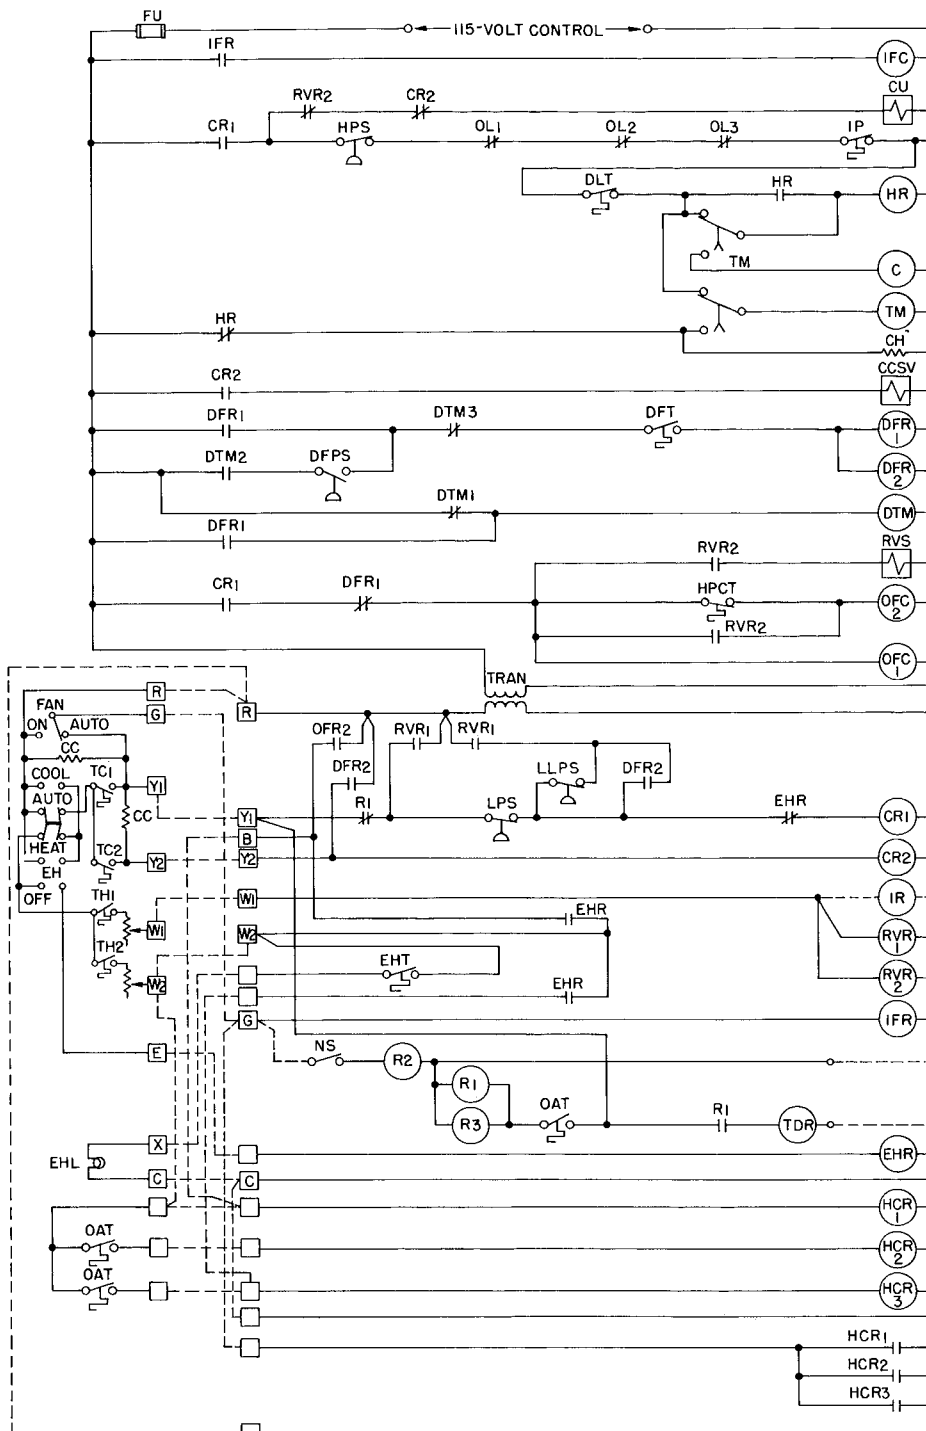 FU
115-VOLT CONTROL
IFR
IFC
CU
RVR2
CR2
CR1
HPS
OL1
OL2
OL3
IP
DLT
HR
HR
TM
C
TM
HR
CH
CCSV
CR2
DFR1
DTM3
DFT
DFR
1
DTM2
DFPS
DFR
2
DTM1
DTM
DFR1
RVS
RVR2
CR1
DFR1
HPCT
OFC
2
RVR2
OFC
1
TRAN
R
R
FAN
G
ON
AUTO
OFR2
RVR1
RVR1
CC
DFR2
LLPS
DFR2
COOL
TC1
Y1
AUTO
CC
R1
LPS
EHR
Y1
CR1
B
HEAT
TC2
Y2
Y2
CR2
EH
OFF
TH1
W1
W1
IR
EHR
W2
RVR
1
TH2
EHT
W2
EHR
RVR
2
G
IFR
NS
R2
E
R1
R3
OAT
R1
TDR
X
EHR
EHL
C
C
HCR
1
OAT
HCR
2
OAT
HCR
3
HCR1
HCR2
HCR3